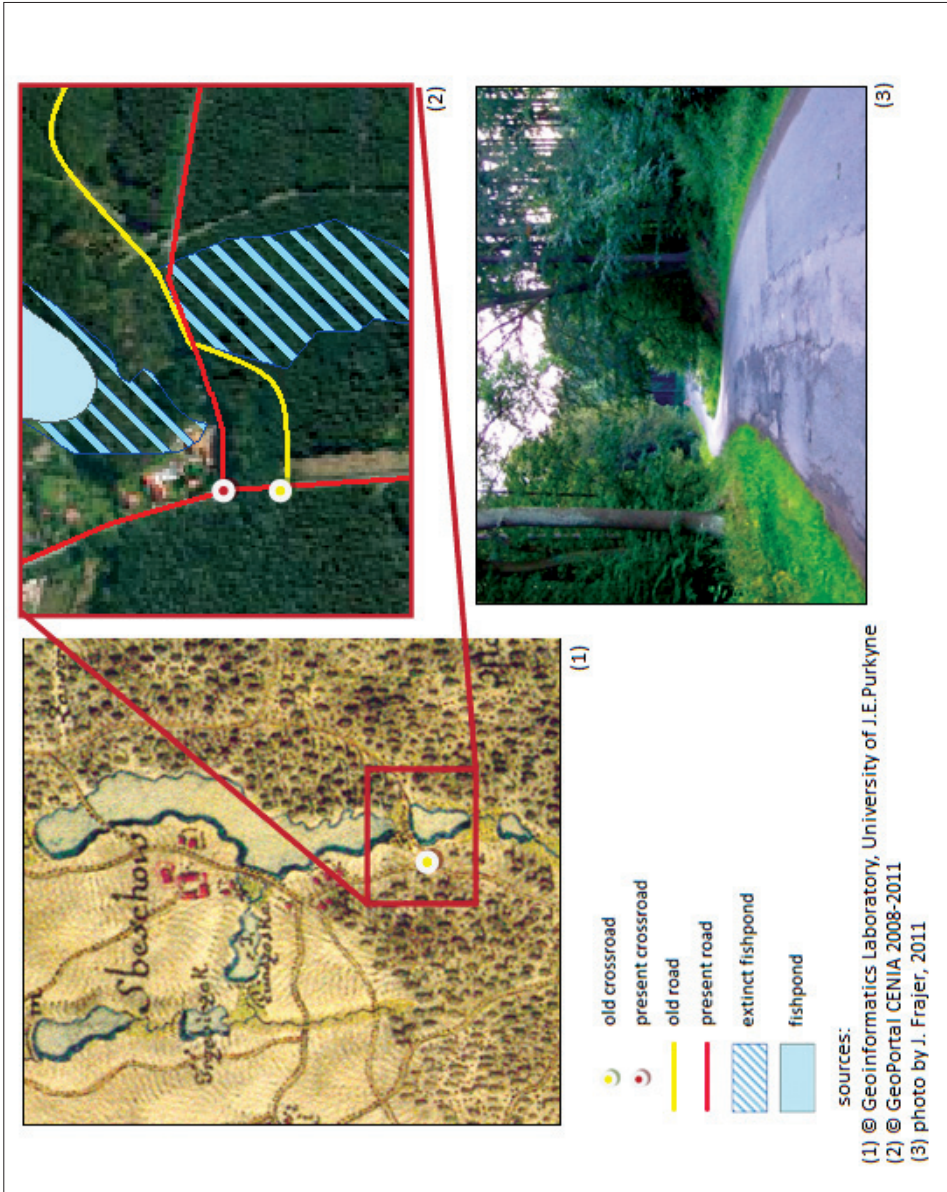 Sbeschow
(1)
(2)
(3)
old crossroad
present crossroad
old road
present road
extinct fishpond
fishpond
sources:
(1) © Geoinformatics Laboratory, University of J.E.Purkyne
(2) © GeoPortal CENIA 2008-2011
(3) photo by J. Frajer, 2011